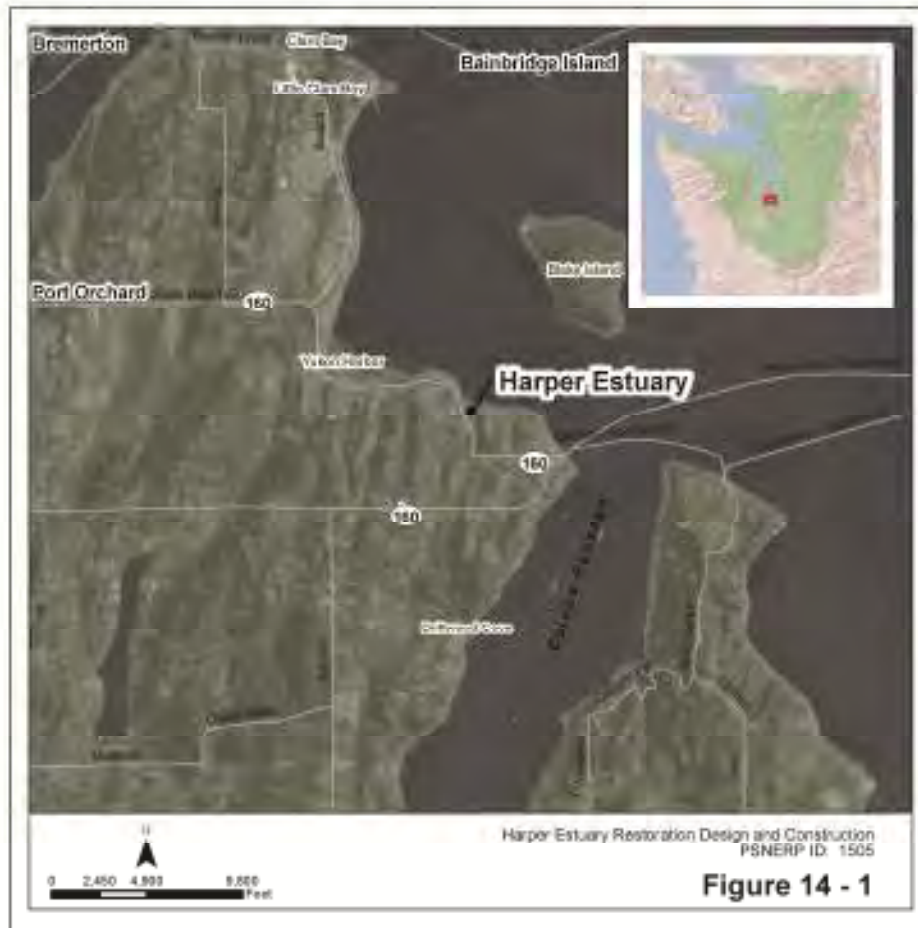 Bremerton
Clam Bay
Bainbridge Island
Little Clam Bay
Blake Island
Port Orchard
160
Yukon Harbor
Harper Estuary
160
160
Driftwood Cove
Colvos Passage
N
Harper Estuary Restoration Design and Construction
PSNERP ID: 1505
0 2,450 4,900 9,800
Feet
Figure 14 - 1